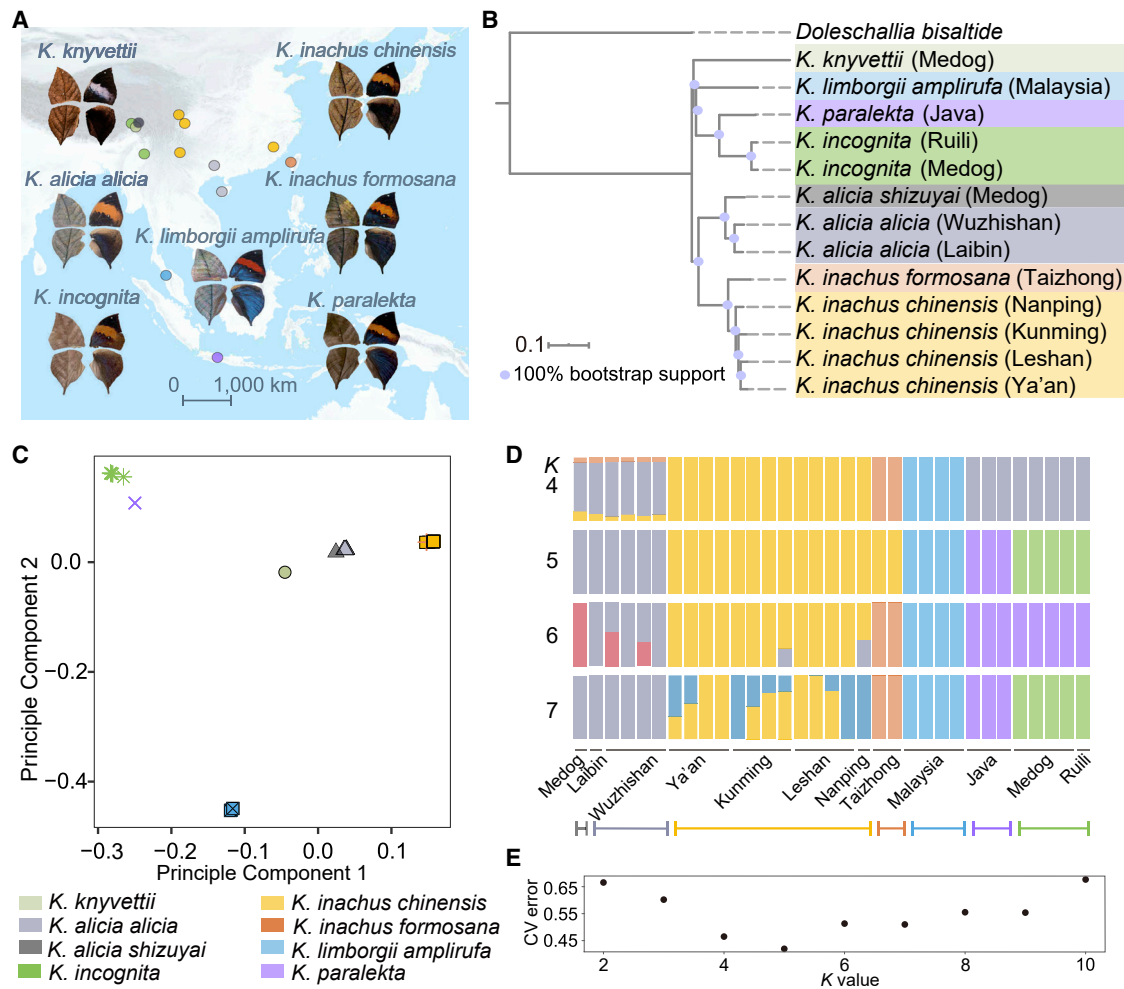 A
K. knyvettii
K. inachus chinensis
K. alicia alicia
K. inachus formosana
K. limborgii amplirufa
K. incognita
K. paralekta
0 1,000 km
B
Doleschallia bisaltide
K. knyvettii (Medog)
K. limborgii amplirufa (Malaysia)
K. paralekta (Java)
K. incognita (Ruili)
K. incognita (Medog)
K. alicia shizuyai (Medog)
K. alicia alicia (Wuzhishan)
K. alicia alicia (Laibin)
K. inachus formosana (Taizhong)
K. inachus chinensis (Nanping)
K. inachus chinensis (Kunming)
K. inachus chinensis (Leshan)
K. inachus chinensis (Ya'an)
0.1
100% bootstrap support
C
Principle Component 2
0.0
−0.2
−0.4
−0.3 −0.2 −0.1 0.0 0.1
Principle Component 1
K. knyvettii
K. alicia alicia
K. alicia shizuyai
K. incognita
K. inachus chinensis
K. inachus formosana
K. limborgii amplirufa
K. paralekta
D
K
4
5
6
7
Medog
Laibin
Wuzhishan
Ya'an
Kunming
Leshan
Nanping
Taizhong
Malaysia
Java
Medog
Ruili
E
CV error
0.65
0.55
0.45
2 4 6 8 10
K value